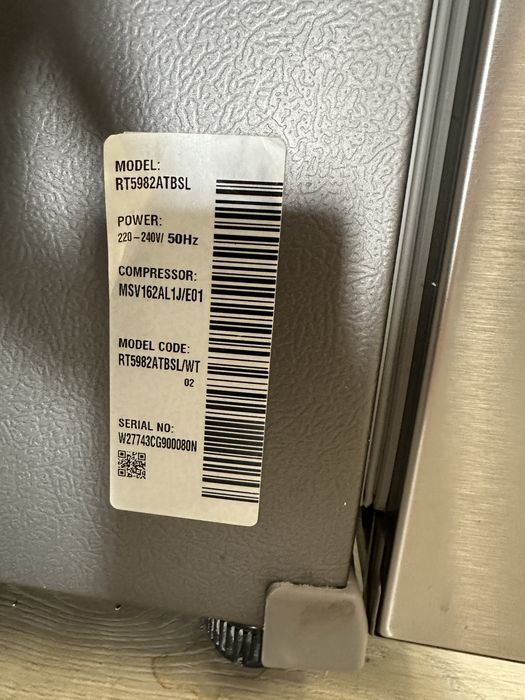 MODEL:
RT5982ATBSL
POWER:
220-240V/ 50Hz
COMPRESSOR:
MSV162AL1J/E01
MODEL CODE:
RT5982ATBSL/WT
02
SERIAL NO:
W27743CG900080N